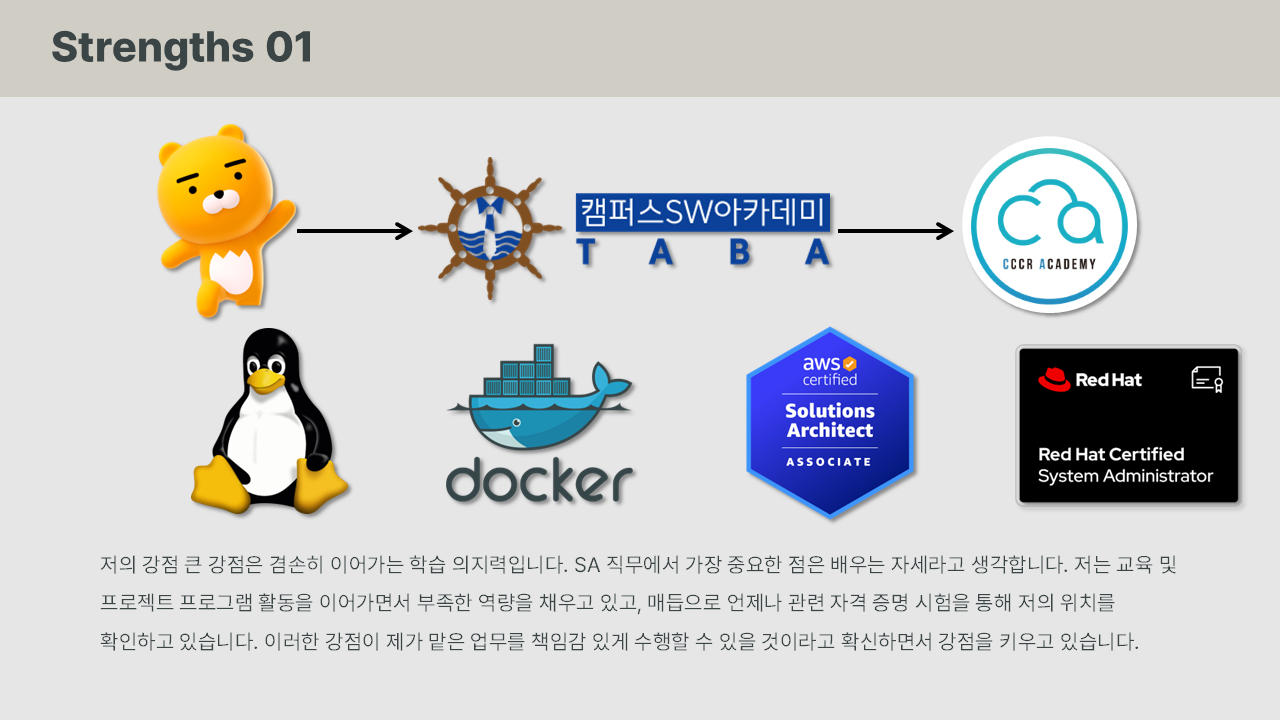 Strengths 01
캠퍼스SW아카데미
TABA
CCCR ACADEMY
docker
aws
certified
Solutions
Architect
ASSOCIATE
Red Hat
Red Hat Certified
System Administrator
저의 강점 큰 강점은 겸손히 이어가는 학습 의지력입니다. SA 직무에서 가장 중요한 점은 배우는 자세라고 생각합니다. 저는 교육 및
프로젝트 프로그램 활동을 이어가면서 부족한 역량을 채우고 있고, 매듭으로 언제나 관련 자격 증명 시험을 통해 저의 위치를
확인하고 있습니다. 이러한 강점이 제가 맡은 업무를 책임감 있게 수행할 수 있을 것이라고 확신하면서 강점을 키우고 있습니다.